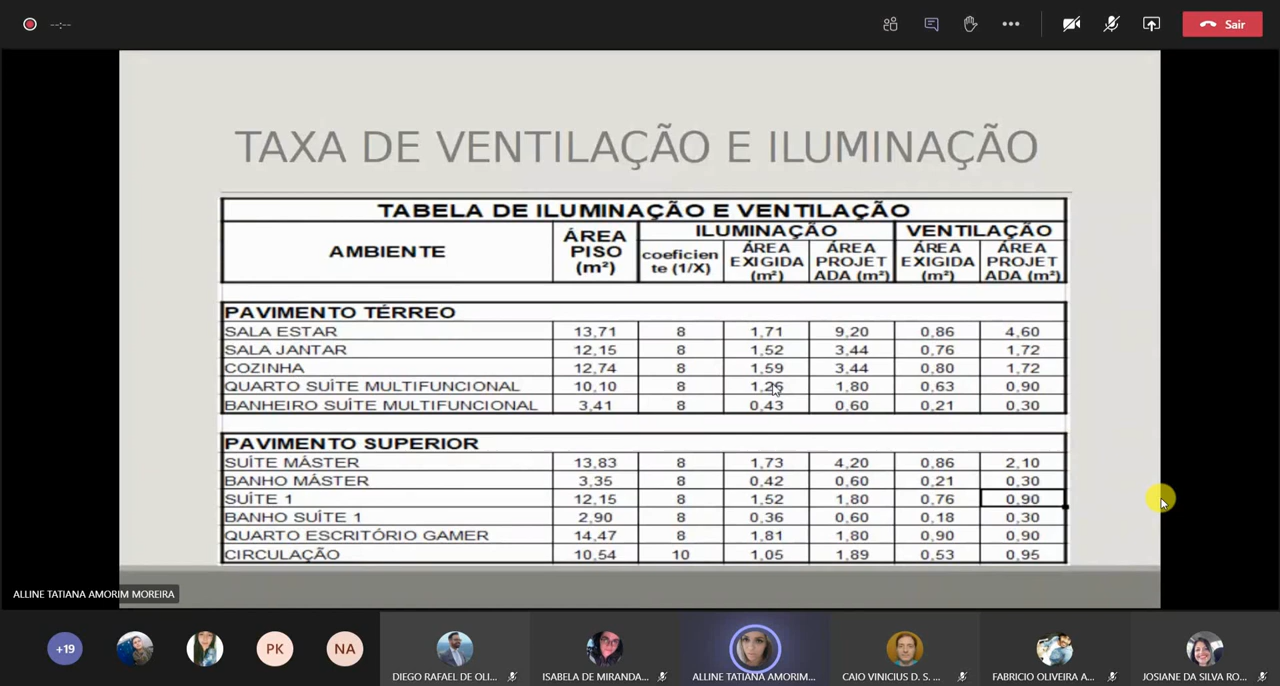 --:--
Sair
TAXA DE VENTILAÇÃO E ILUMINAÇÃO
TABELA DE ILUMINAÇÃO E VENTILAÇÃO
AMBIENTE ÁREA PISO (m²) ILUMINAÇÃO VENTILAÇÃO
coeficien te (1/X) ÁREA EXIGIDA (m²) ÁREA PROJET ADA (m²) ÁREA EXIGIDA (m²) ÁREA PROJET ADA (m²)
PAVIMENTO TÉRREO
SALA ESTAR 13,71 8 1,71 9,20 0,86 4,60
SALA JANTAR 12,15 8 1,52 3,44 0,76 1,72
COZINHA 12,74 8 1,59 3,44 0,80 1,72
QUARTO SUÍTE MULTIFUNCIONAL 10,10 8 1,26 1,80 0,63 0,90
BANHEIRO SUÍTE MULTIFUNCIONAL 3,41 8 0,43 0,60 0,21 0,30
PAVIMENTO SUPERIOR
SUÍTE MÁSTER 13,83 8 1,73 4,20 0,86 2,10
BANHO MÁSTER 3,35 8 0,42 0,60 0,21 0,30
SUÍTE 1 12,15 8 1,52 1,80 0,76 0,90
BANHO SUÍTE 1 2,90 8 0,36 0,60 0,18 0,30
QUARTO ESCRITÓRIO GAMER 14,47 8 1,81 1,80 0,90 0,90
CIRCULAÇÃO 10,54 10 1,05 1,89 0,53 0,95
ALLINE TATIANA AMORIM MOREIRA
+19 PK NA
DIEGO RAFAEL DE OLI... ISABELA DE MIRANDA... ALLINE TATIANA AMORIM... CAIO VINICIUS D. S. ... FABRICIO OLIVEIRA A... JOSIANE DA SILVA RO...